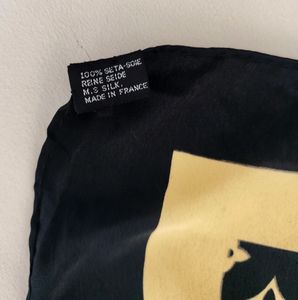 100% SETA-SOIE
REINE SEIDE
M.S SILK.
MADE IN FRANCE